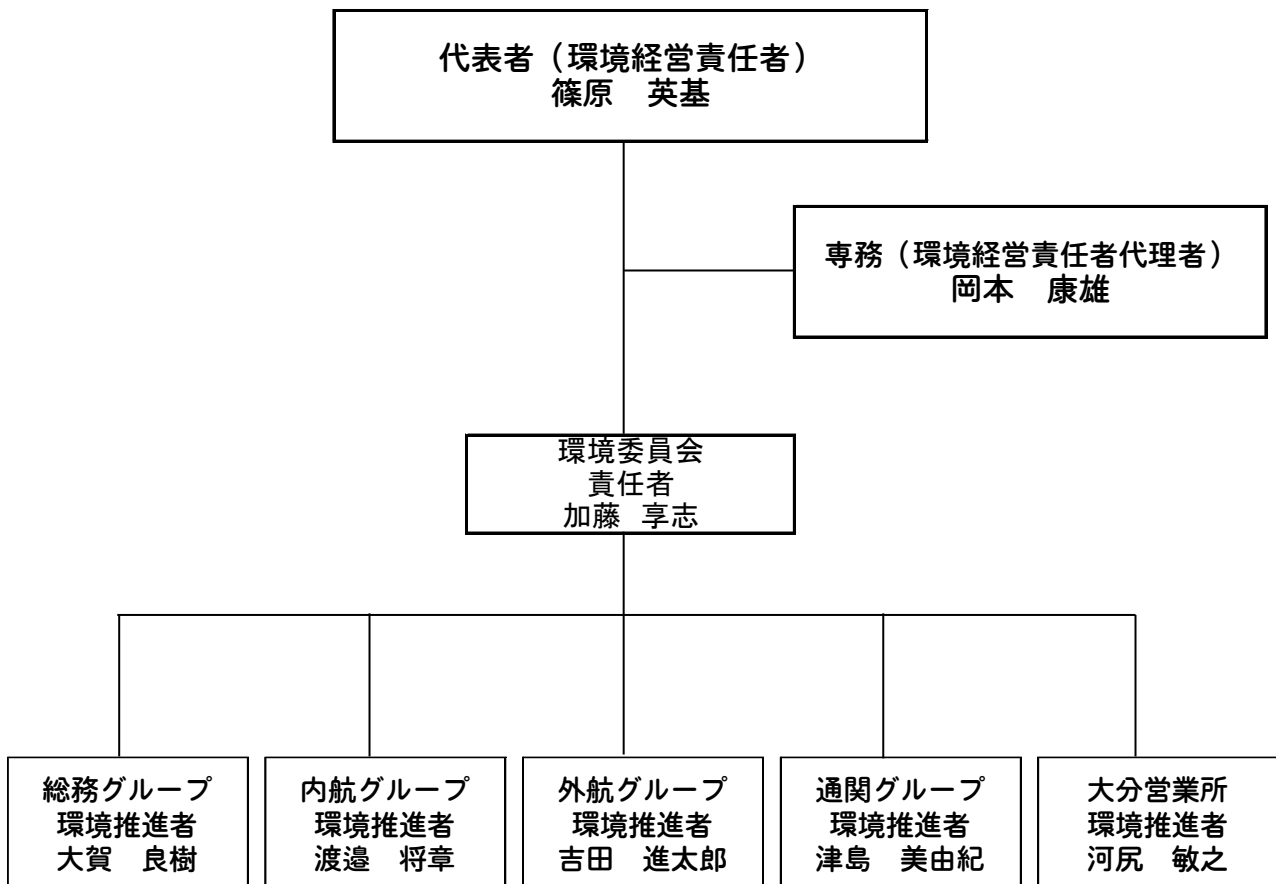 代表者（環境経営責任者）
篠原　英基
専務（環境経営責任者代理者）
岡本　康雄
環境委員会
責任者
加藤　享志
総務グループ
環境推進者
大賀　良樹
内航グループ
環境推進者
渡邉　将章
外航グループ
環境推進者
吉田　進太郎
通関グループ
環境推進者
津島　美由紀
大分営業所
環境推進者
河尻　敏之